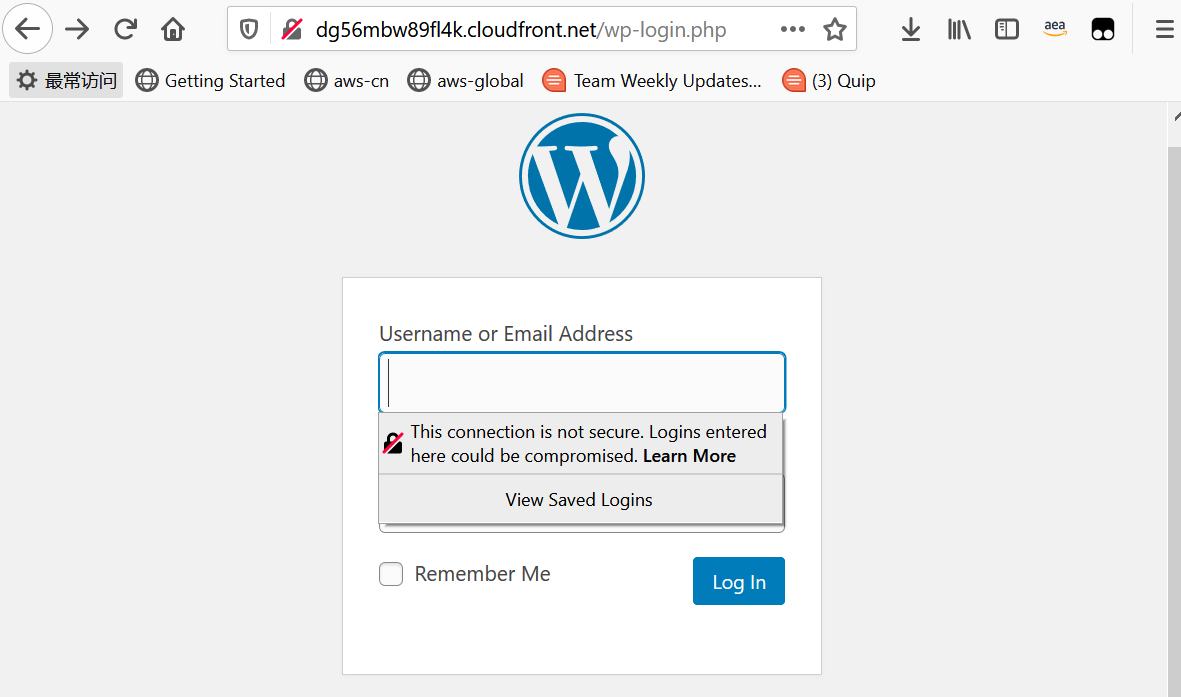 dg56mbw89fl4k.cloudfront.net/wp-login.php
aea
最常访问 Getting Started aws-cn aws-global Team Weekly Updates... (3) Quip
Username or Email Address
This connection is not secure. Logins entered
here could be compromised. Learn More
View Saved Logins
Remember Me
Log In